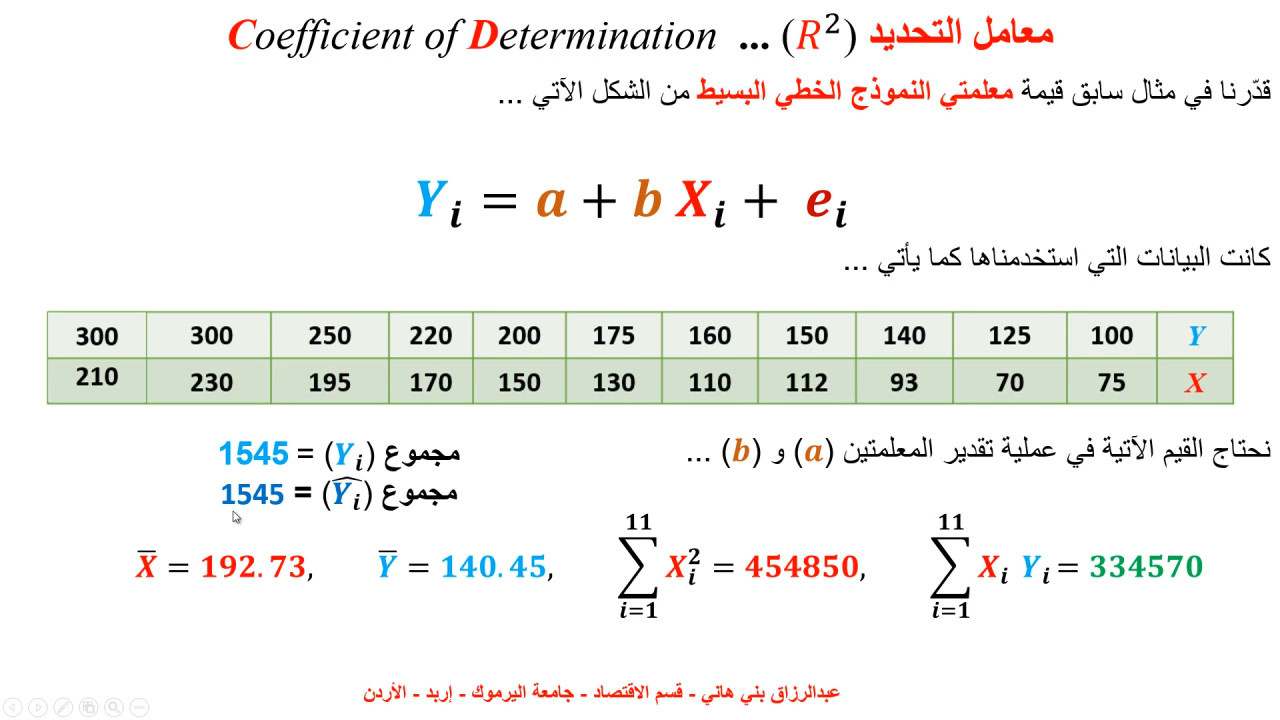 معامل التحديد (R²) ... Coefficient of Determination
قدّرنا في مثال سابق قيمة معلمتي النموذج الخطي البسيط من الشكل الآتي ...
Yᵢ = a + b Xᵢ + eᵢ
كانت البيانات التي استخدمناها كما يأتي ...
300 300 250 220 200 175 160 150 140 125 100 Y
210 230 195 170 150 130 110 112 93 70 75 X
نحتاج القيم الآتية في عملية تقدير المعلمتين (a) و (b) ...
مجموع (Yᵢ) = 1545
مجموع (Ŷᵢ) = 1545
X̅ = 192.73, Y̅ = 140.45, ∑ᵢ₌₁¹¹ Xᵢ² = 454850, ∑ᵢ₌₁¹¹ Xᵢ Yᵢ = 334570
عبدالرزاق بني هاني - قسم الاقتصاد - جامعة اليرموك - إربد - الأردن